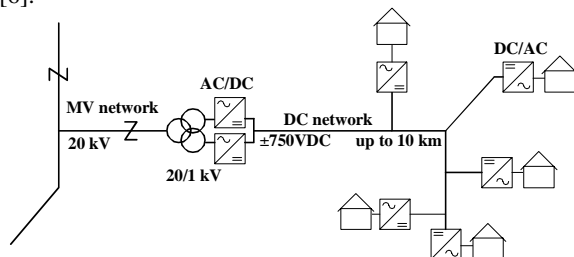 [6].
AC/DC
DC/AC
MV network
DC network
20 kV
±750VDC
up to 10 km
20/1 kV